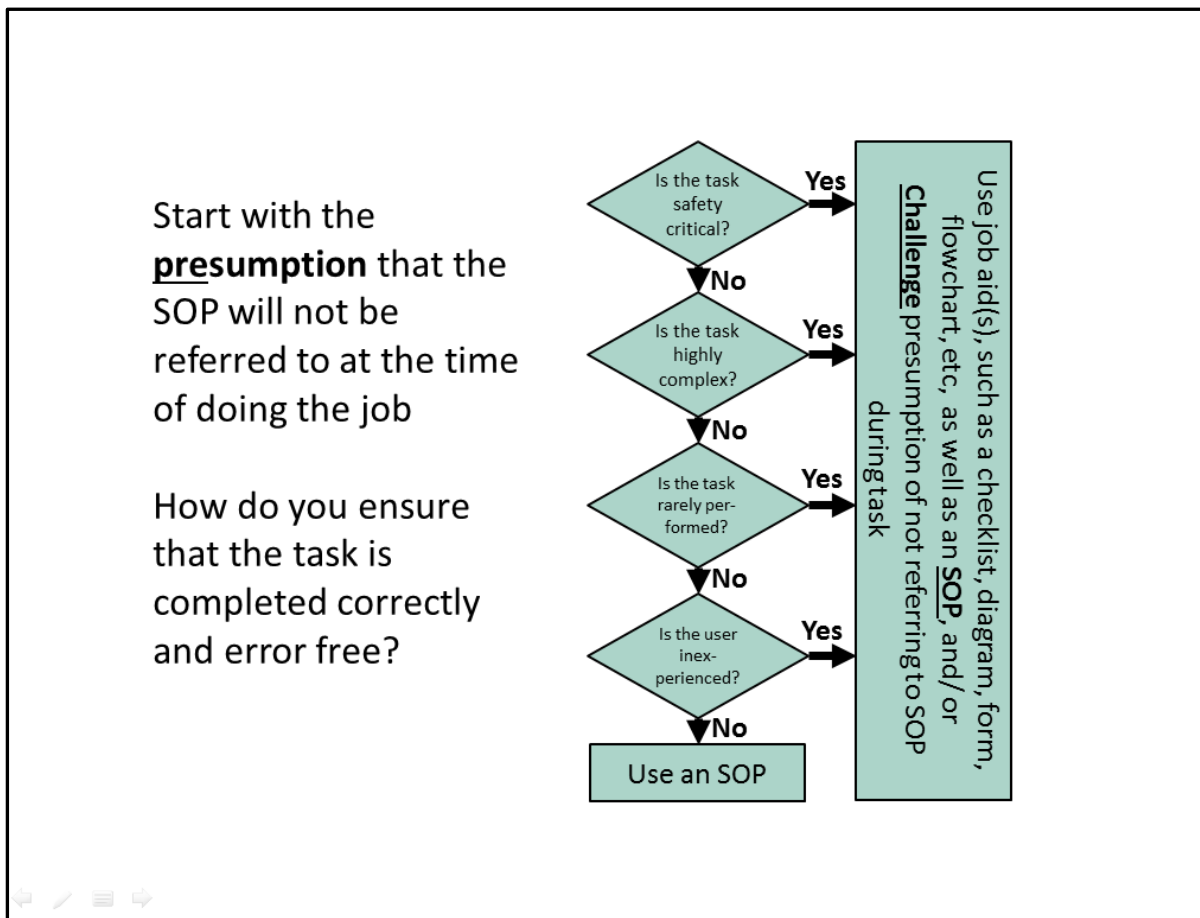 Start with the
presumption that the
SOP will not be
referred to at the time
of doing the job
How do you ensure
that the task is
completed correctly
and error free?
Is the task
safety
critical?
Yes
No
Is the task
highly
complex?
Yes
No
Is the task
rarely per-
formed?
Yes
No
Is the user
inex-
perienced?
Yes
No
Use an SOP
Use job aid(s), such as a checklist, diagram, form,
flowchart, etc, as well as an SOP, and/ or
Challenge presumption of not referring to SOP
during task